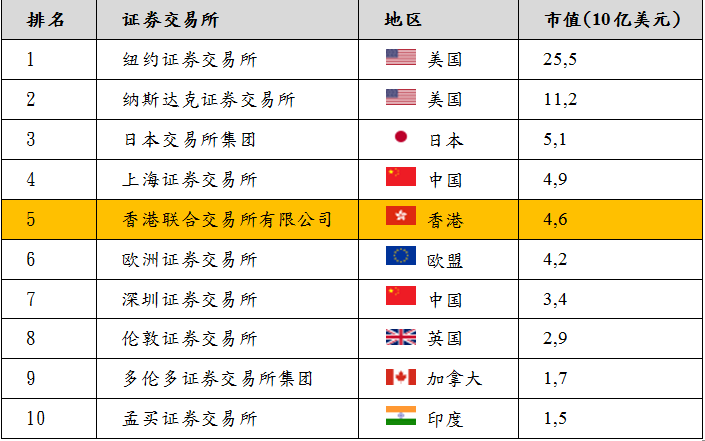 排名 证券交易所 地区 市值(10亿美元)
1 纽约证券交易所 美国 25,5
2 纳斯达克证券交易所 美国 11,2
3 日本交易所集团 日本 5,1
4 上海证券交易所 中国 4,9
5 香港联合交易所有限公司 香港 4,6
6 欧洲证券交易所 欧盟 4,2
7 深圳证券交易所 中国 3,4
8 伦敦证券交易所 英国 2,9
9 多伦多证券交易所集团 加拿大 1,7
10 孟买证券交易所 印度 1,5